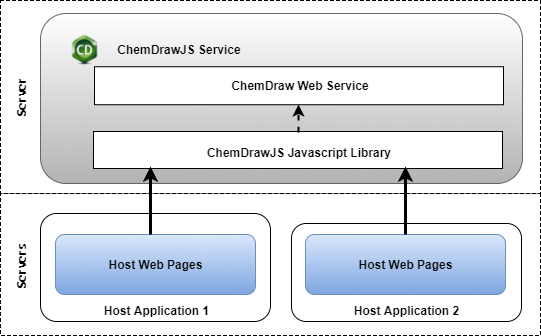 Server
CD
ChemDrawJS Service
ChemDraw Web Service
ChemDrawJS Javascript Library
Servers
Host Web Pages
Host Application 1
Host Web Pages
Host Application 2